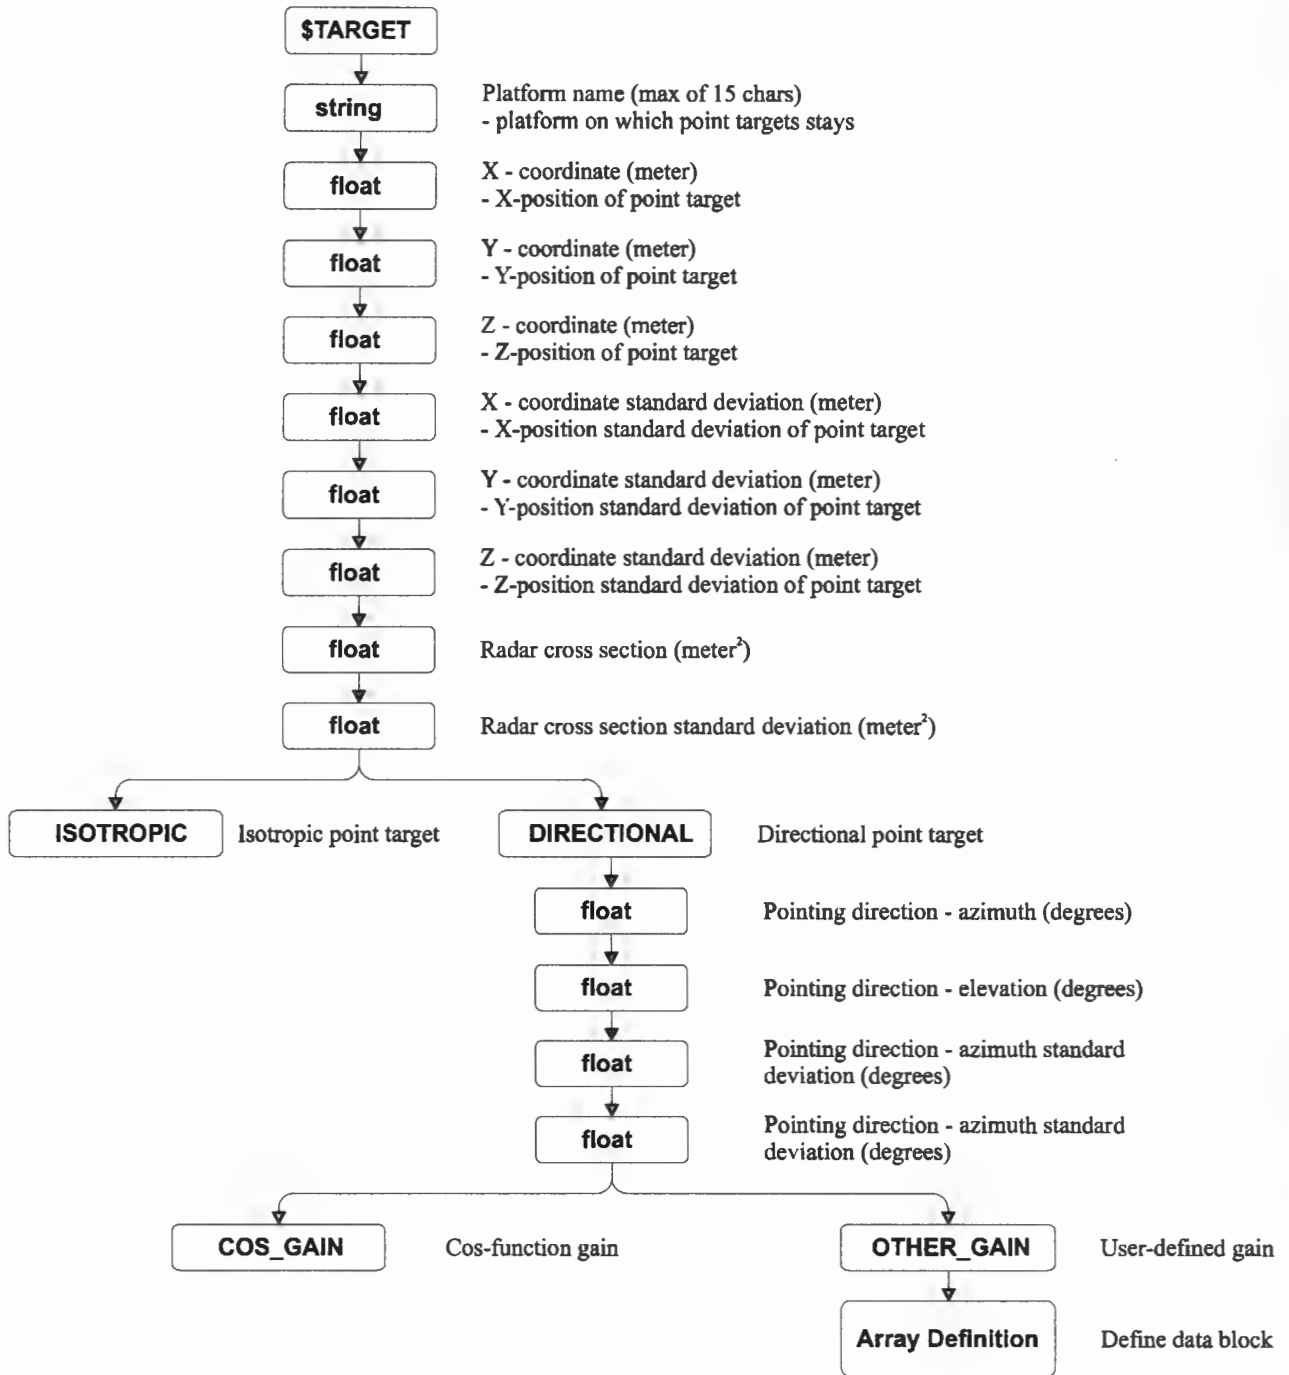 $TARGET
string
Platform name (max of 15 chars)
- platform on which point targets stays
float
X - coordinate (meter)
- X-position of point target
float
Y - coordinate (meter)
- Y-position of point target
float
Z - coordinate (meter)
- Z-position of point target
float
X - coordinate standard deviation (meter)
- X-position standard deviation of point target
float
Y - coordinate standard deviation (meter)
- Y-position standard deviation of point target
float
Z - coordinate standard deviation (meter)
- Z-position standard deviation of point target
float
Radar cross section (meter²)
float
Radar cross section standard deviation (meter²)
ISOTROPIC
Isotropic point target
DIRECTIONAL
Directional point target
float
Pointing direction - azimuth (degrees)
float
Pointing direction - elevation (degrees)
float
Pointing direction - azimuth standard
deviation (degrees)
float
Pointing direction - azimuth standard
deviation (degrees)
COS_GAIN
Cos-function gain
OTHER_GAIN
User-defined gain
Array Definition
Define data block